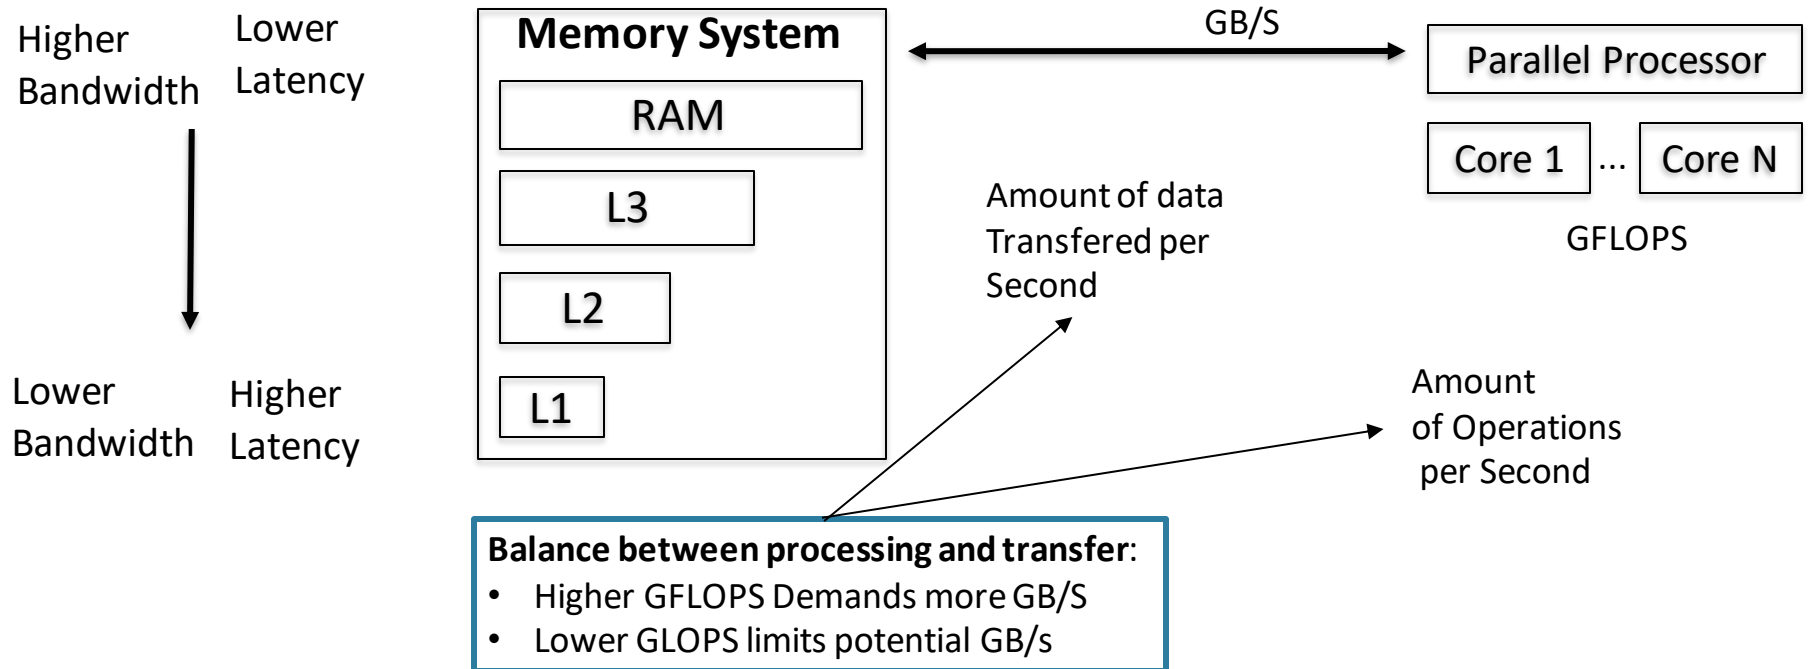 Higher
Bandwidth
Lower
Latency
Memory System
RAM
L3
L2
L1
GB/S
Parallel Processor
Core 1 ... Core N
GFLOPS
Amount of data
Transfered per
Second
Lower
Bandwidth
Higher
Latency
Amount
of Operations
per Second
Balance between processing and transfer:
• Higher GFLOPS Demands more GB/S
• Lower GLOPS limits potential GB/s